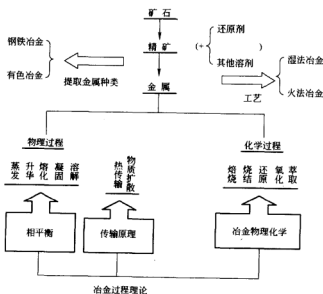 矿石
还原剂
钢铁冶金
精矿
(+
)
湿法冶金
其他溶剂
有色冶金
提取金属种类
金属
工艺
火法冶金
物理过程
化学过程
蒸发 升华 熔化 凝固 溶解
热传输 物质扩散
焙烧 烧结 还原 氧化 萃取
相平衡
传输原理
冶金物理化学
冶金过程理论